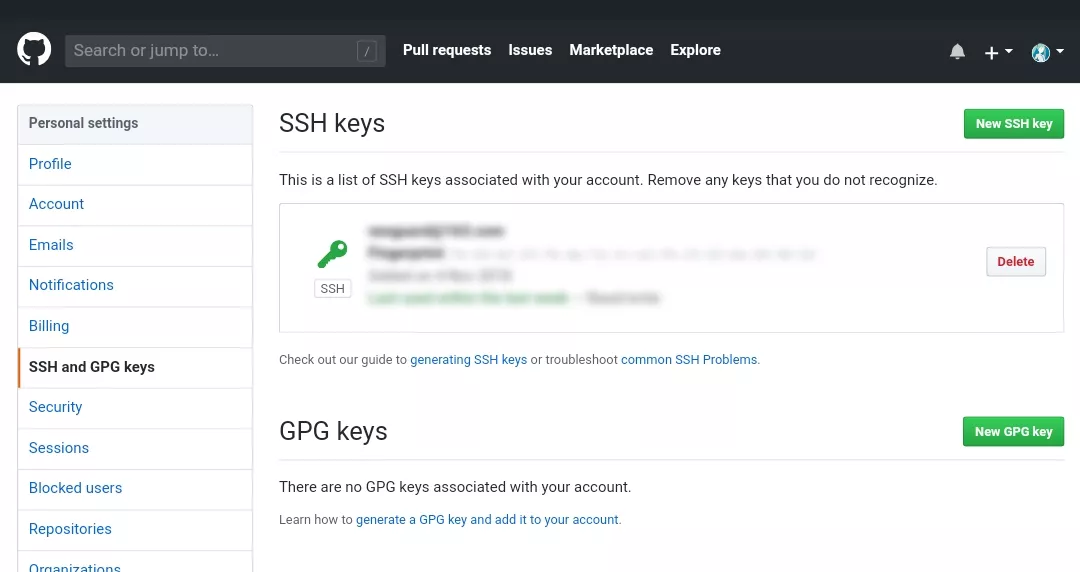 Search or jump to…
/
Pull requests
Issues
Marketplace
Explore
Personal settings
Profile
Account
Emails
Notifications
Billing
SSH and GPG keys
Security
Sessions
Blocked users
Repositories
Organizations
SSH keys
New SSH key
This is a list of SSH keys associated with your account. Remove any keys that you do not recognize.
SSH
Delete
Check out our guide to generating SSH keys or troubleshoot common SSH Problems.
GPG keys
New GPG key
There are no GPG keys associated with your account.
Learn how to generate a GPG key and add it to your account.